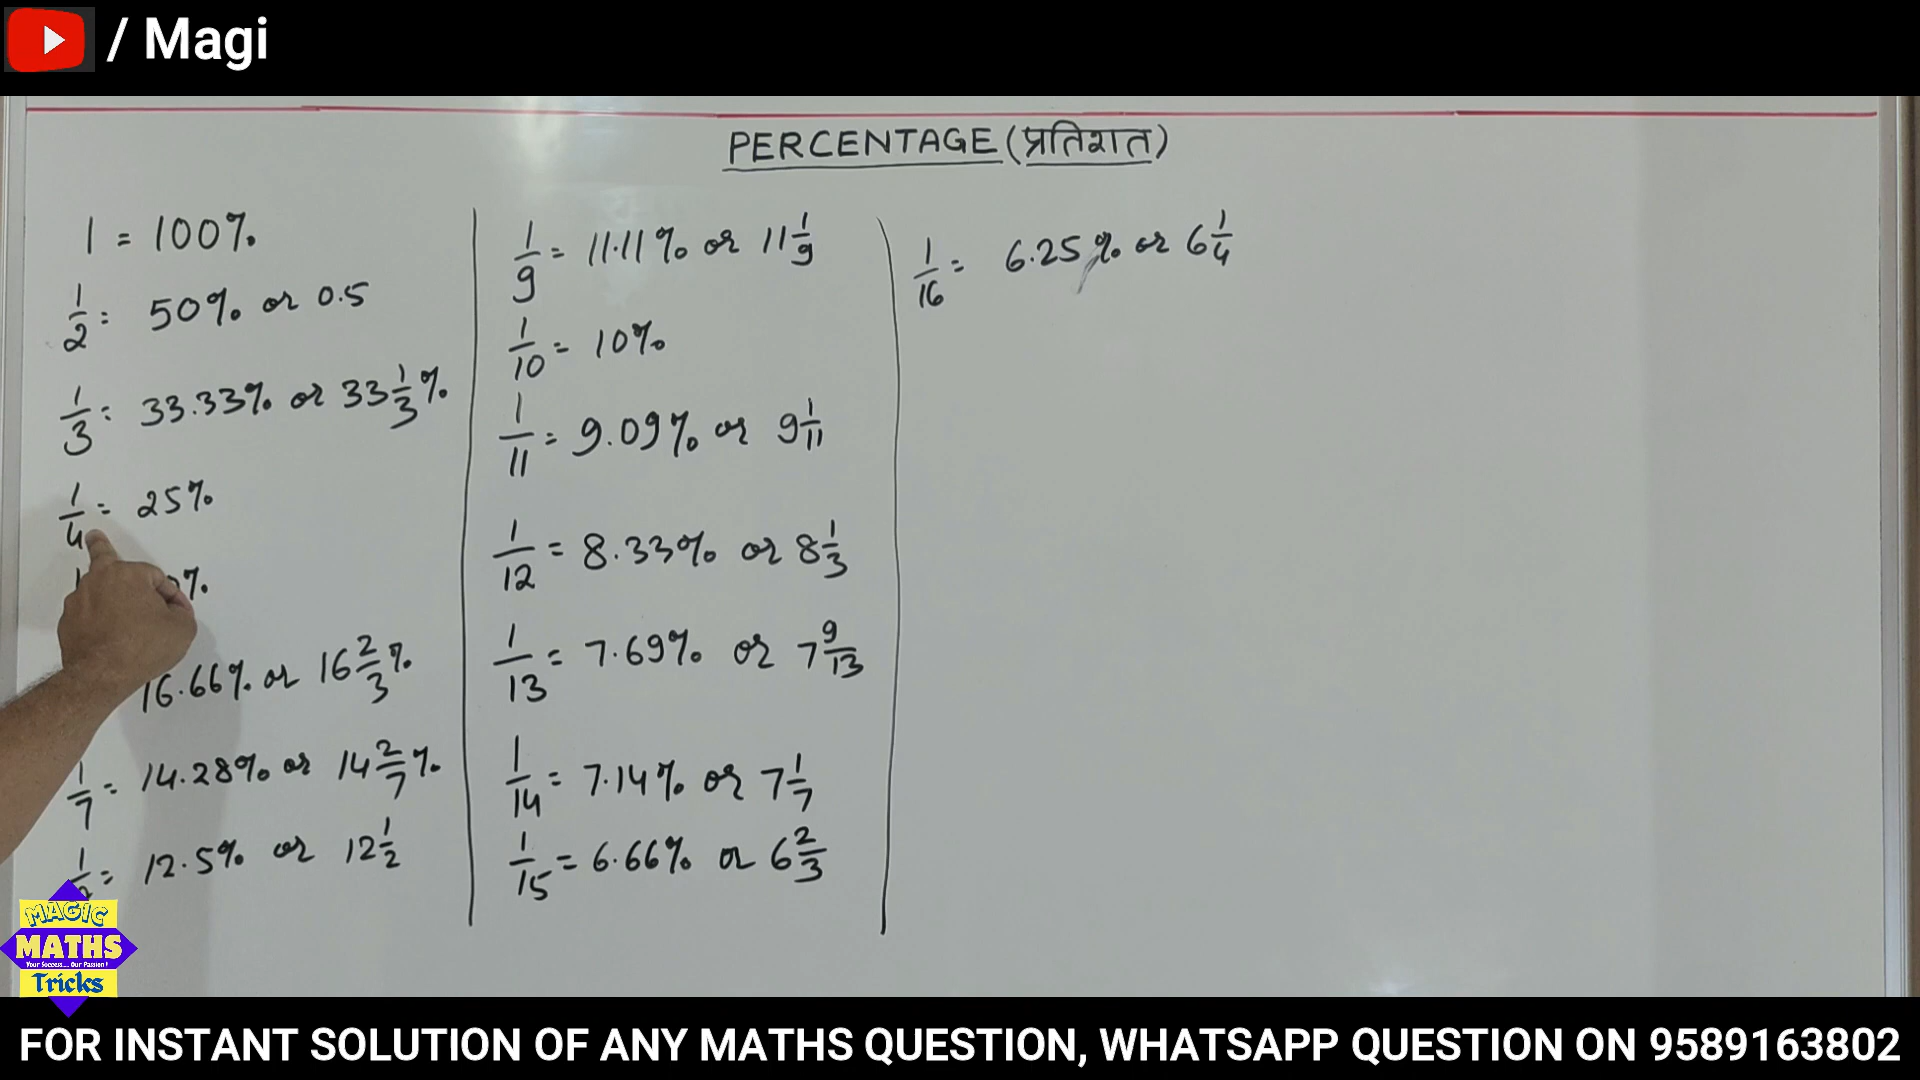 / Magi
PERCENTAGE (प्रतिशत)
1 = 100%
1/2 = 50% or 0.5
1/3 = 33.33% or 33 1/3 %
1/4 = 25%
%
16.66% or 16 2/3 %
1/7 = 14.28% or 14 2/7 %
1/ = 12.5% or 12 1/2
1/9 = 11.11% or 11 1/9
1/10 = 10%
1/11 = 9.09% or 9 1/11
1/12 = 8.33% or 8 1/3
1/13 = 7.69% or 7 9/13
1/14 = 7.14% or 7 1/7
1/15 = 6.66% or 6 2/3
1/16 = 6.25% or 6 1/4
MAGIC
MATHS
Your Success.... Our Passion!
Tricks
FOR INSTANT SOLUTION OF ANY MATHS QUESTION, WHATSAPP QUESTION ON 9589163802